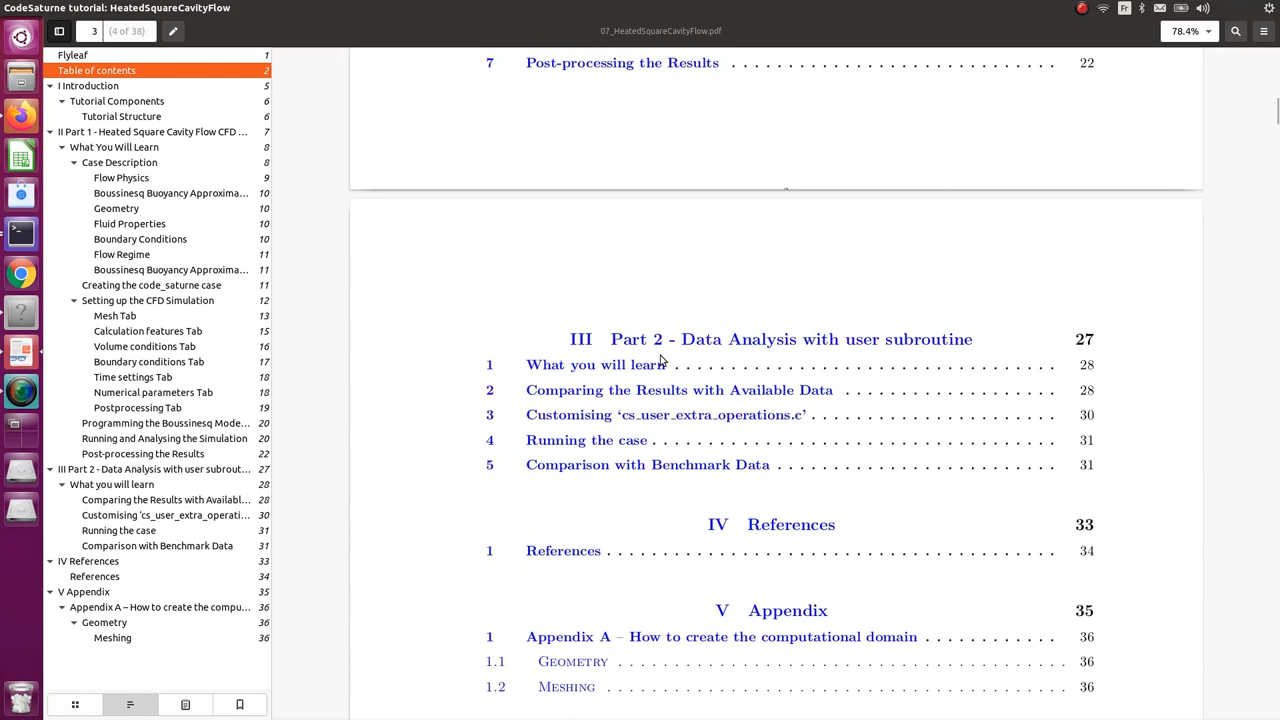 CodeSaturne tutorial: HeatedSquareCavityFlow
Fr
3 (4 of 38)
07_HeatedSquareCavityFlow.pdf
78.4%
Flyleaf 1
Table of contents 2
I Introduction 5
Tutorial Components 6
Tutorial Structure 6
II Part 1 - Heated Square Cavity Flow CFD ... 7
What You Will Learn 8
Case Description 8
Flow Physics 9
Boussinesq Buoyancy Approxima... 10
Geometry 10
Fluid Properties 10
Boundary Conditions 10
Flow Regime 11
Boussinesq Buoyancy Approxima... 11
Creating the code_saturne case 11
Setting up the CFD Simulation 12
Mesh Tab 13
Calculation features Tab 15
Volume conditions Tab 16
Boundary conditions Tab 17
Time settings Tab 18
Numerical parameters Tab 18
Postprocessing Tab 19
Programming the Boussinesq Mode... 20
Running and Analysing the Simulation 20
Post-processing the Results 22
III Part 2 - Data Analysis with user subrout... 27
What you will learn 28
Comparing the Results with Availabl... 28
Customising 'cs_user_extra_operati... 30
Running the case 31
Comparison with Benchmark Data 31
IV References 33
References 34
V Appendix 35
Appendix A – How to create the compu... 36
Geometry 36
Meshing 36
7 Post-processing the Results . . . . . . . . . . . . . . . . . . . . . . . . 22
III Part 2 - Data Analysis with user subroutine 27
1 What you will learn . . . . . . . . . . . . . . . . . . . . . . . . . . . . . 28
2 Comparing the Results with Available Data . . . . . . . . . . . . . . . . 28
3 Customising ‘cs_user_extra_operations.c’ . . . . . . . . . . . . . . . . . . 30
4 Running the case . . . . . . . . . . . . . . . . . . . . . . . . . . . . . . 31
5 Comparison with Benchmark Data . . . . . . . . . . . . . . . . . . . . . 31
IV References 33
1 References . . . . . . . . . . . . . . . . . . . . . . . . . . . . . . . . . 34
V Appendix 35
1 Appendix A – How to create the computational domain . . . . . . . . . . 36
1.1 Geometry . . . . . . . . . . . . . . . . . . . . . . . . . . . . . . . . 36
1.2 Meshing . . . . . . . . . . . . . . . . . . . . . . . . . . . . . . . . . 36